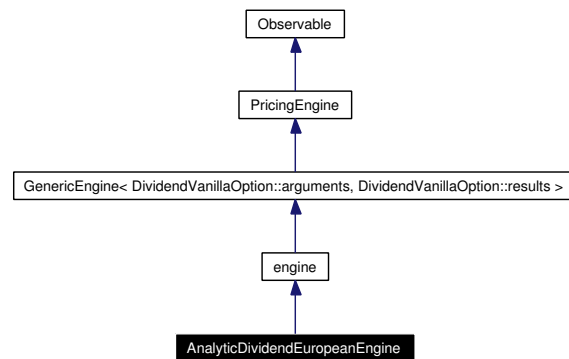 Observable
PricingEngine
GenericEngine< DividendVanillaOption::arguments, DividendVanillaOption::results >
engine
AnalyticDividendEuropeanEngine